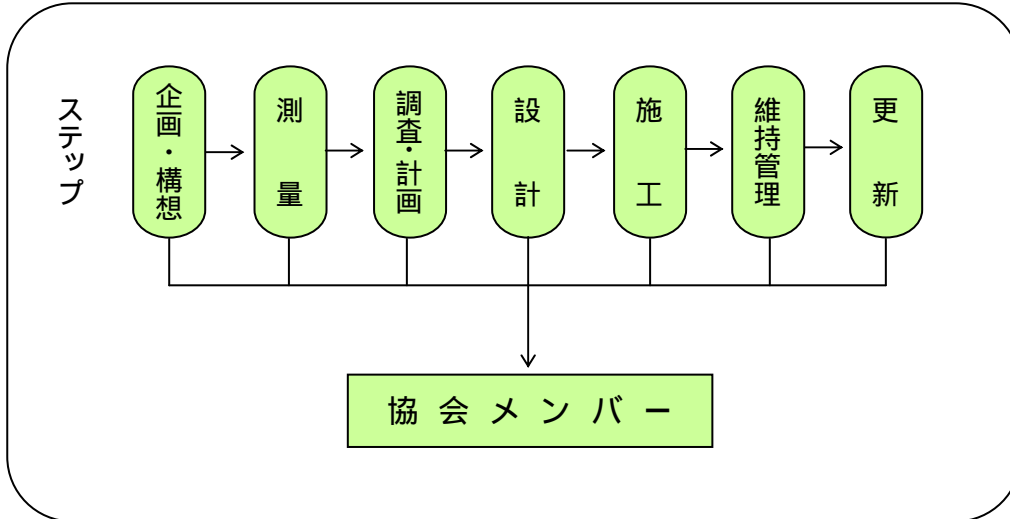 ステップ
企画・構想
測量
調査・計画
設計
施工
維持管理
更新
協会メンバー